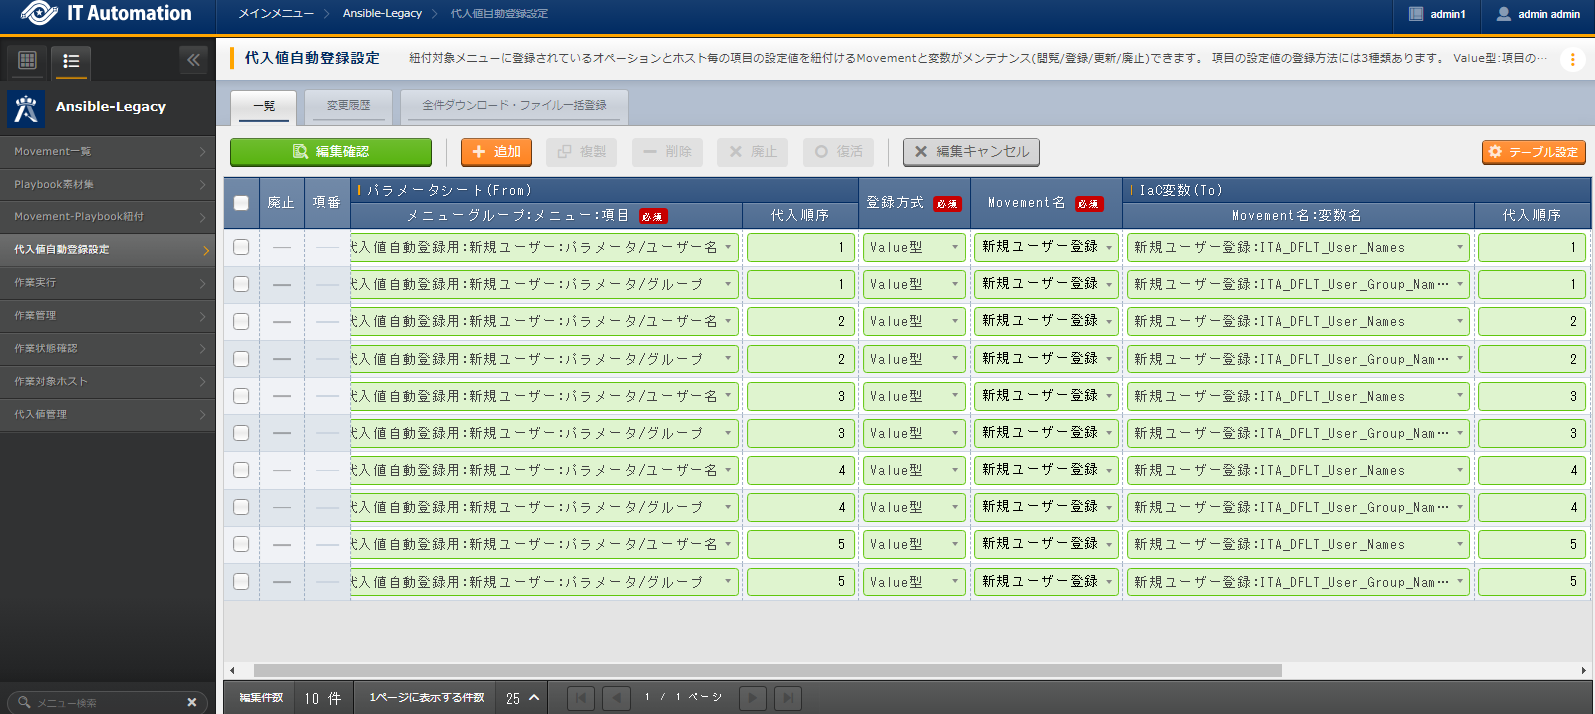 IT Automation
メインメニュー > Ansible-Legacy > 代入値自動登録設定
admin1
admin admin
Ansible-Legacy
Movement一覧
Playbook素材集
Movement-Playbook紐付
代入値自動登録設定
作業実行
作業管理
作業状態確認
作業対象ホスト
代入値管理
メニュー検索
代入値自動登録設定
紐付対象メニューに登録されているオペレーションとホスト毎の項目の設定値を紐付けるMovementと変数がメンテナンス(閲覧/登録/更新/廃止)できます。 項目の設定値の登録方法には3種類あります。 Value型:項目の…
一覧 変更履歴 全件ダウンロード・ファイル一括登録
編集確認 追加 複製 削除 廃止 復活 編集キャンセル テーブル設定
廃止 項番 パラメータシート(From) 登録方式 必須 Movement名 必須 IaC変数(To)
メニューグループ:メニュー:項目 必須 代入順序 Movement名:変数名 代入順序
— — 代入値自動登録用:新規ユーザー:パラメータ/ユーザー名 1 Value型 新規ユーザー登録 新規ユーザー登録:ITA_DFLT_User_Names 1
— — 代入値自動登録用:新規ユーザー:パラメータ/グループ 1 Value型 新規ユーザー登録 新規ユーザー登録:ITA_DFLT_User_Group_Nam… 1
— — 代入値自動登録用:新規ユーザー:パラメータ/ユーザー名 2 Value型 新規ユーザー登録 新規ユーザー登録:ITA_DFLT_User_Names 2
— — 代入値自動登録用:新規ユーザー:パラメータ/グループ 2 Value型 新規ユーザー登録 新規ユーザー登録:ITA_DFLT_User_Group_Nam… 2
— — 代入値自動登録用:新規ユーザー:パラメータ/ユーザー名 3 Value型 新規ユーザー登録 新規ユーザー登録:ITA_DFLT_User_Names 3
— — 代入値自動登録用:新規ユーザー:パラメータ/グループ 3 Value型 新規ユーザー登録 新規ユーザー登録:ITA_DFLT_User_Group_Nam… 3
— — 代入値自動登録用:新規ユーザー:パラメータ/ユーザー名 4 Value型 新規ユーザー登録 新規ユーザー登録:ITA_DFLT_User_Names 4
— — 代入値自動登録用:新規ユーザー:パラメータ/グループ 4 Value型 新規ユーザー登録 新規ユーザー登録:ITA_DFLT_User_Group_Nam… 4
— — 代入値自動登録用:新規ユーザー:パラメータ/ユーザー名 5 Value型 新規ユーザー登録 新規ユーザー登録:ITA_DFLT_User_Names 5
— — 代入値自動登録用:新規ユーザー:パラメータ/グループ 5 Value型 新規ユーザー登録 新規ユーザー登録:ITA_DFLT_User_Group_Nam… 5
編集件数 10 件 1ページに表示する件数 25 1 / 1 ページ